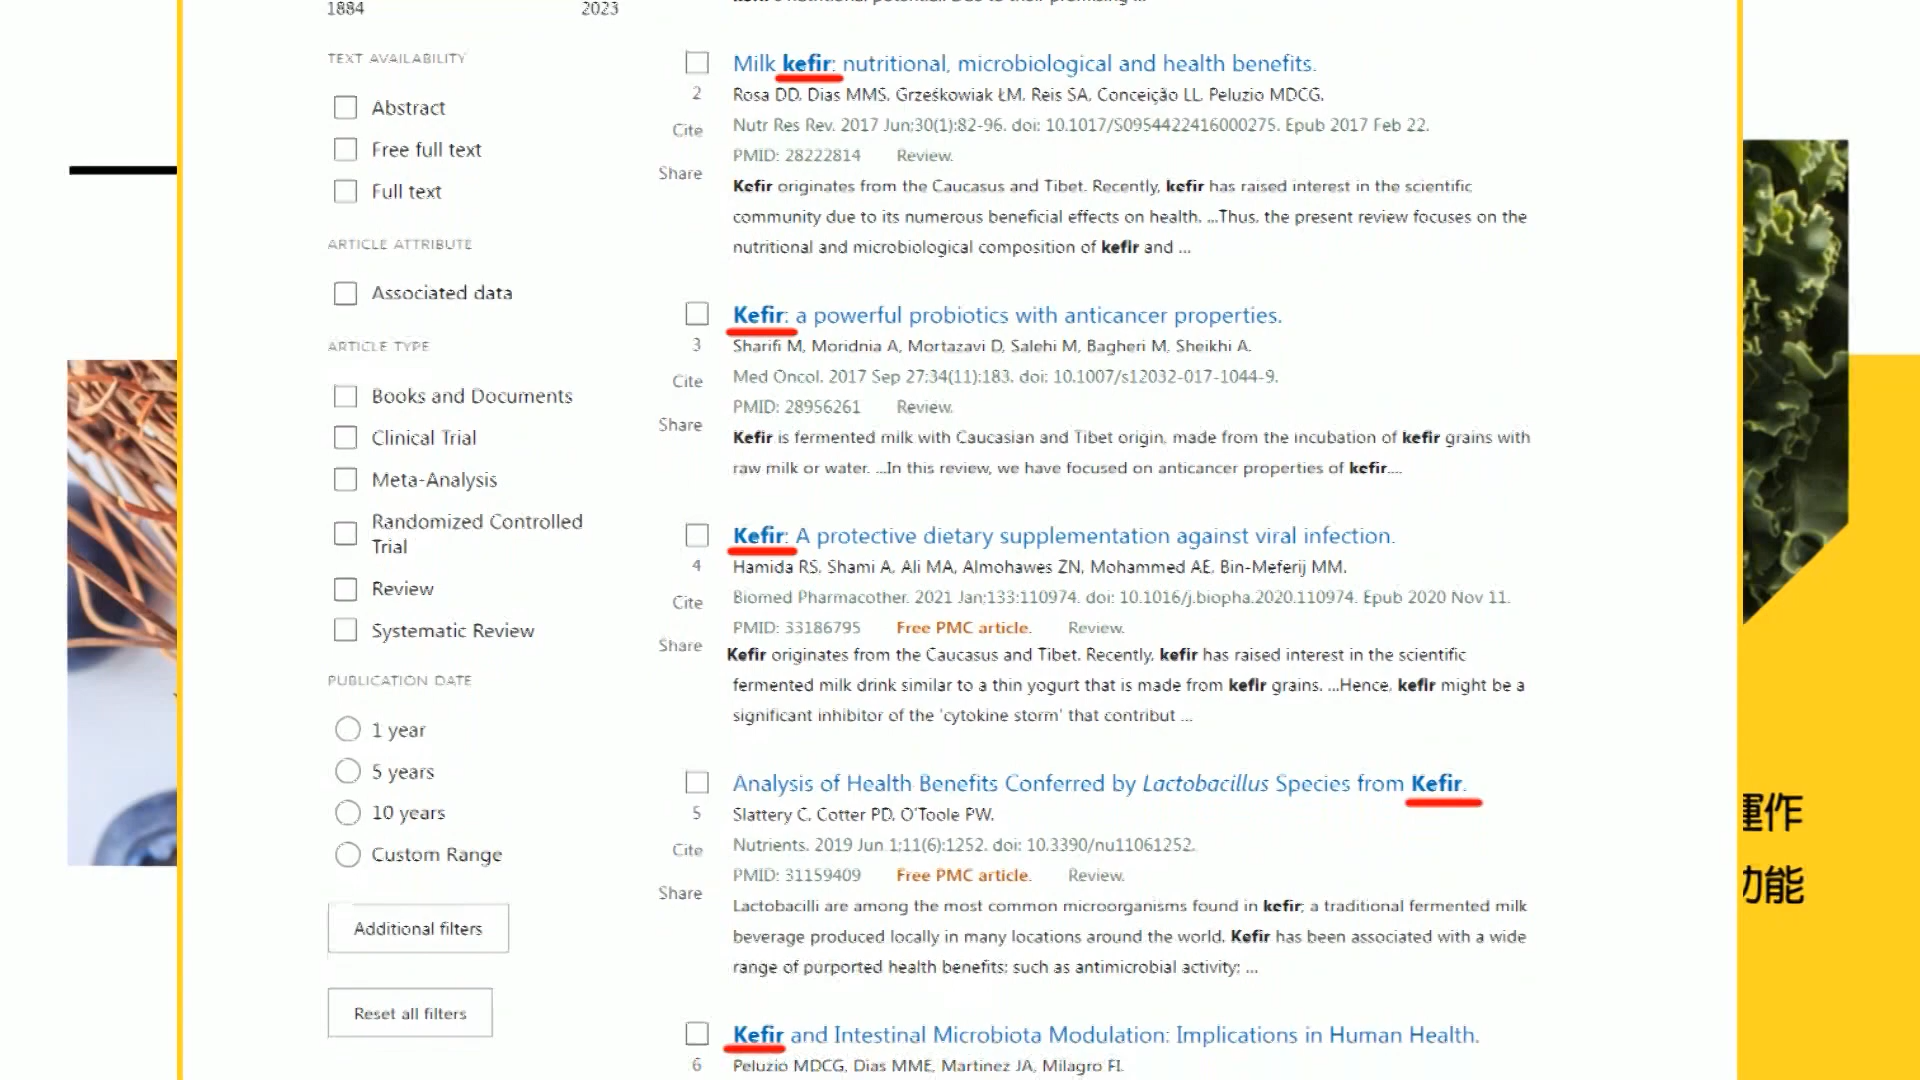 1884 2023
TEXT AVAILABILITY
Abstract
Free full text
Full text
ARTICLE ATTRIBUTE
Associated data
ARTICLE TYPE
Books and Documents
Clinical Trial
Meta-Analysis
Randomized Controlled
Trial
Review
Systematic Review
PUBLICATION DATE
1 year
5 years
10 years
Custom Range
Additional filters
Reset all filters
Milk kefir: nutritional, microbiological and health benefits.
2
Rosa DD, Dias MMS, Grześkowiak ŁM, Reis SA, Conceição LL, Peluzio MDCG.
Cite
Nutr Res Rev. 2017 Jun;30(1):82-96. doi: 10.1017/S0954422416000275. Epub 2017 Feb 22.
PMID: 28222814 Review.
Share
Kefir originates from the Caucasus and Tibet. Recently, kefir has raised interest in the scientific
community due to its numerous beneficial effects on health. ...Thus, the present review focuses on the
nutritional and microbiological composition of kefir and ...
Kefir: a powerful probiotics with anticancer properties.
3
Sharifi M, Moridnia A, Mortazavi D, Salehi M, Bagheri M, Sheikhi A.
Cite
Med Oncol. 2017 Sep 27;34(11):183. doi: 10.1007/s12032-017-1044-9.
PMID: 28956261 Review.
Share
Kefir is fermented milk with Caucasian and Tibet origin, made from the incubation of kefir grains with
raw milk or water. ...In this review, we have focused on anticancer properties of kefir....
Kefir: A protective dietary supplementation against viral infection.
4
Hamida RS, Shami A, Ali MA, Almohawes ZN, Mohammed AE, Bin-Meferij MM.
Cite
Biomed Pharmacother. 2021 Jan;133:110974. doi: 10.1016/j.biopha.2020.110974. Epub 2020 Nov 11.
PMID: 33186795 Free PMC article. Review.
Share
Kefir originates from the Caucasus and Tibet. Recently, kefir has raised interest in the scientific
fermented milk drink similar to a thin yogurt that is made from kefir grains. ...Hence, kefir might be a
significant inhibitor of the 'cytokine storm' that contribut ...
Analysis of Health Benefits Conferred by Lactobacillus Species from Kefir.
5
Slattery C, Cotter PD, O'Toole PW.
Cite
Nutrients. 2019 Jun 1;11(6):1252. doi: 10.3390/nu11061252.
PMID: 31159409 Free PMC article. Review.
Share
Lactobacilli are among the most common microorganisms found in kefir; a traditional fermented milk
beverage produced locally in many locations around the world. Kefir has been associated with a wide
range of purported health benefits; such as antimicrobial activity; ...
Kefir and Intestinal Microbiota Modulation: Implications in Human Health.
6
Peluzio MDCG, Dias MME, Martinez JA, Milagro FI.
運作
功能